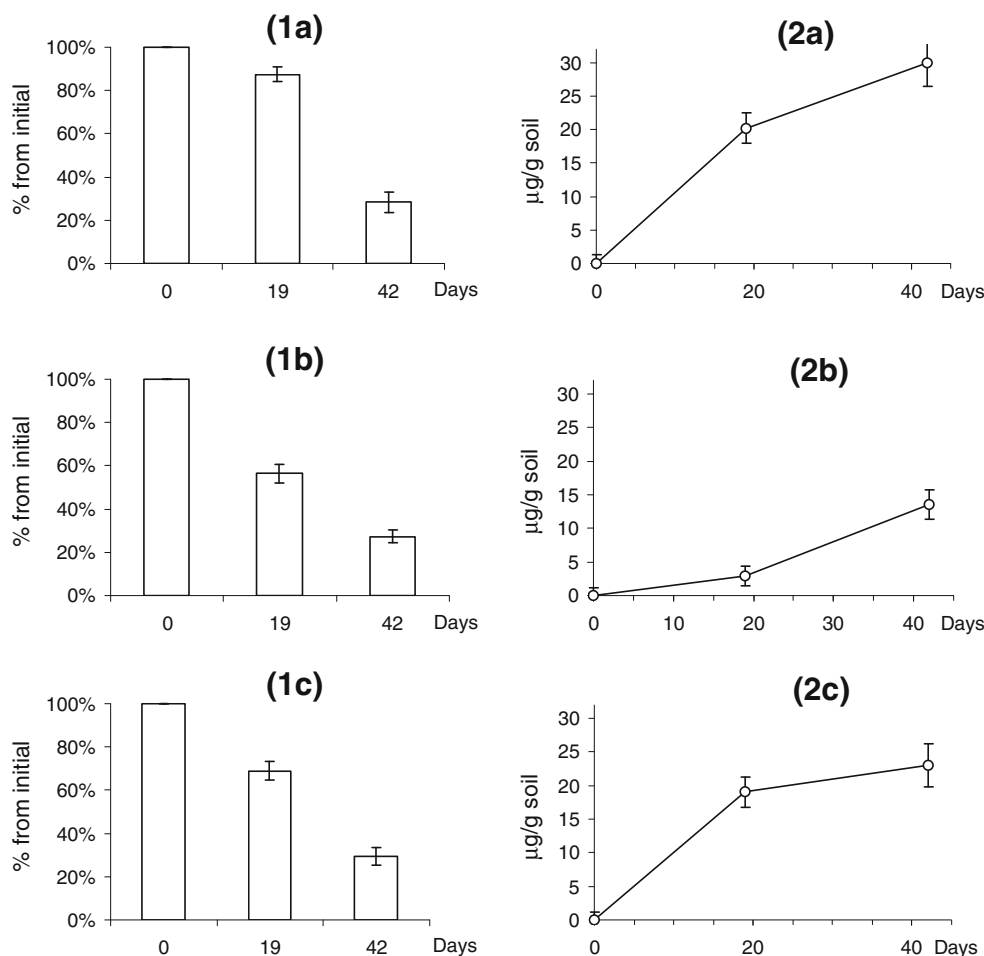 (1a)
% from initial
100%
80%
60%
40%
20%
0%
0 19 42 Days
(2a)
µg/g soil
30
25
20
15
10
5
0
0 20 40 Days
(1b)
% from initial
100%
80%
60%
40%
20%
0%
0 19 42 Days
(2b)
µg/g soil
30
25
20
15
10
5
0
0 10 20 30 40 Days
(1c)
% from initial
100%
80%
60%
40%
20%
0%
0 19 42 Days
(2c)
µg/g soil
30
25
20
15
10
5
0
0 20 40 Days